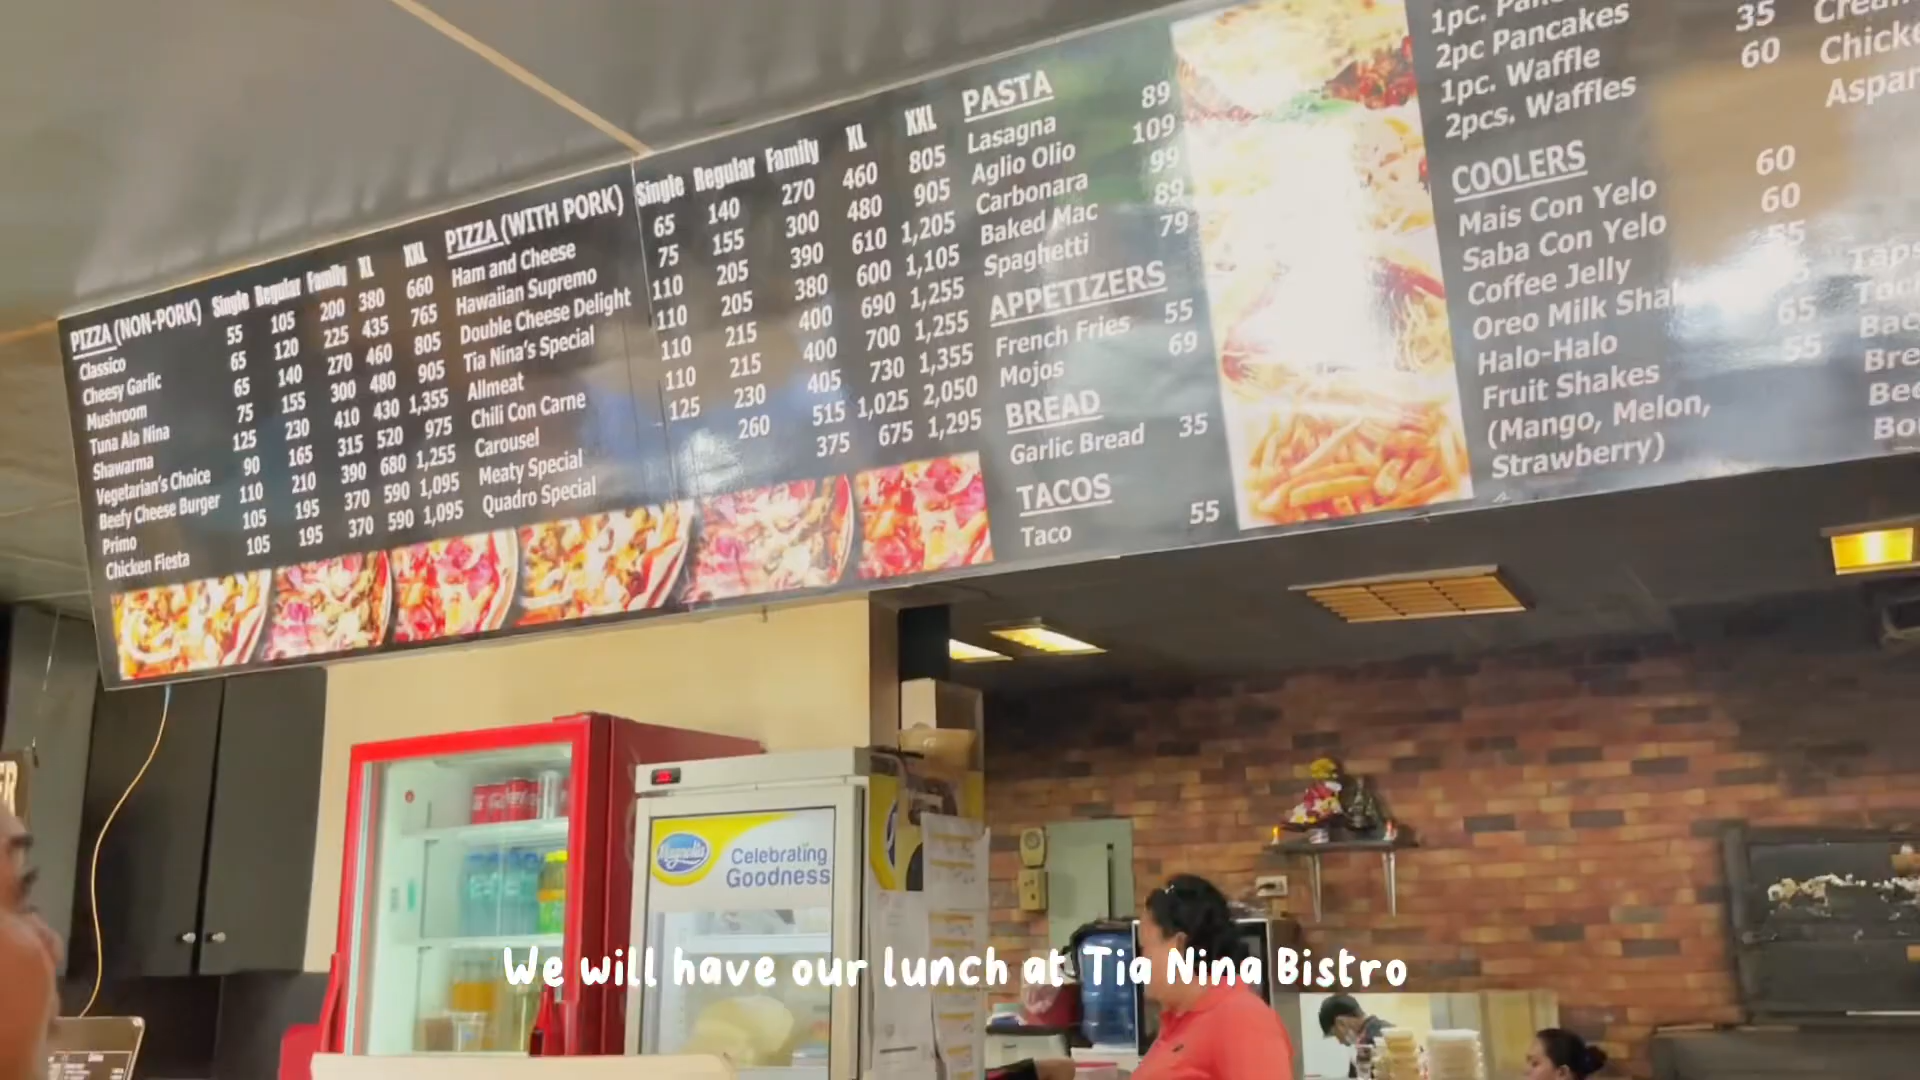 PIZZA (NON-PORK) Single Regular Family XL XXL
Classico 55 105 200 380 660
Cheesy Garlic 65 120 225 435 765
Mushroom 65 140 270 460 805
Tuna Ala Nina 75 155 300 480 905
Shawarma 125 230 410 430 1,355
Vegetarian's Choice 90 165 315 520 975
Beefy Cheese Burger 110 210 390 680 1,255
Primo 105 195 370 590 1,095
Chicken Fiesta 105 195 370 590 1,095
PIZZA (WITH PORK) Single Regular Family XL XXL
Ham and Cheese 65 140 270 460 805
Hawaiian Supremo 75 155 300 480 905
Double Cheese Delight 110 205 390 610 1,205
Tia Nina's Special 110 205 380 600 1,105
Allmeat 110 215 400 690 1,255
Chili Con Carne 110 215 400 700 1,255
Carousel 125 230 405 730 1,355
Meaty Special 260 515 1,025 2,050
Quadro Special 375 675 1,295
PASTA
Lasagna 89
Aglio Olio 109
Carbonara 99
Baked Mac 89
Spaghetti 79
APPETIZERS
French Fries 55
Mojos 69
BREAD
Garlic Bread 35
TACOS
Taco 55
1pc.
2pc Pancakes
1pc. Waffle 35
2pcs. Waffles 60
COOLERS
Mais Con Yelo 60
Saba Con Yelo 60
Coffee Jelly 55
Oreo Milk
Halo-Halo 65
Fruit Shakes 55
(Mango, Melon,
Strawberry)
Magnolia
Celebrating
Goodness
We will have our lunch at Tia Nina Bistro